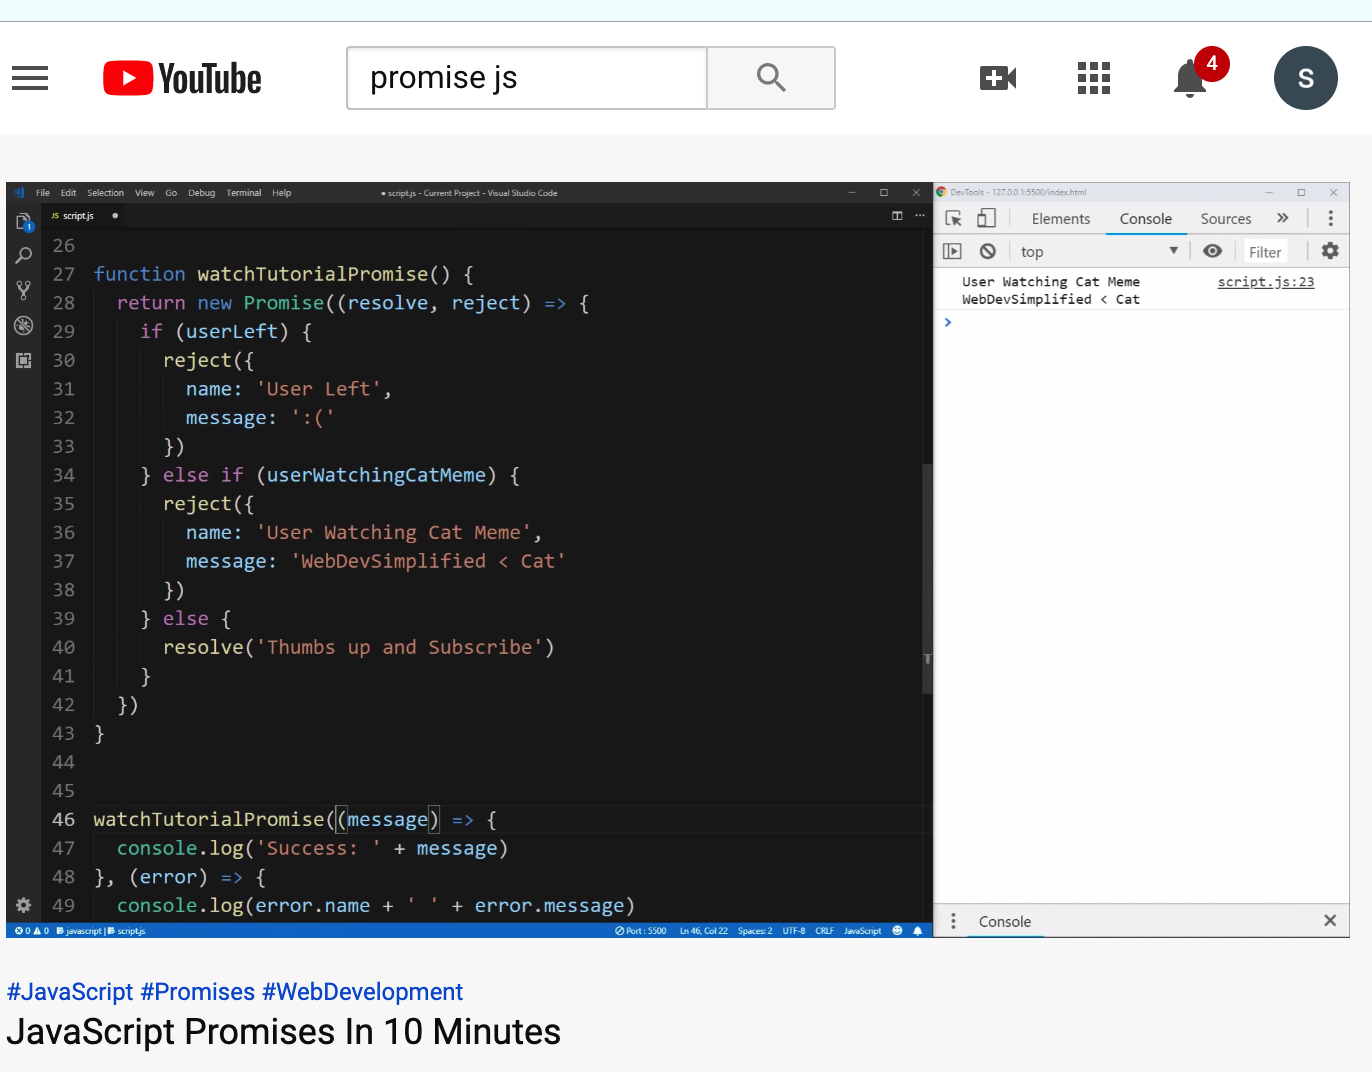 YouTube
promise js
4
S
File Edit Selection View Go Debug Terminal Help
● script.js - Current Project - Visual Studio Code
JS script.js ●
1
26
27 function watchTutorialPromise() {
28   return new Promise((resolve, reject) => {
29     if (userLeft) {
30       reject({
31         name: 'User Left',
32         message: ':('
33       })
34     } else if (userWatchingCatMeme) {
35       reject({
36         name: 'User Watching Cat Meme',
37         message: 'WebDevSimplified < Cat'
38       })
39     } else {
40       resolve('Thumbs up and Subscribe')
41     }
42   })
43 }
44
45
46 watchTutorialPromise((message) => {
47   console.log('Success: ' + message)
48 }, (error) => {
49   console.log(error.name + ' ' + error.message)
0 0 javascript | script.js Port : 5500 Ln 46, Col 22 Spaces: 2 UTF-8 CRLF JavaScript
DevTools - 127.0.0.1:5500/index.html
Elements Console Sources »
top Filter
User Watching Cat Meme script.js:23
WebDevSimplified < Cat
>
Console
#JavaScript #Promises #WebDevelopment
JavaScript Promises In 10 Minutes